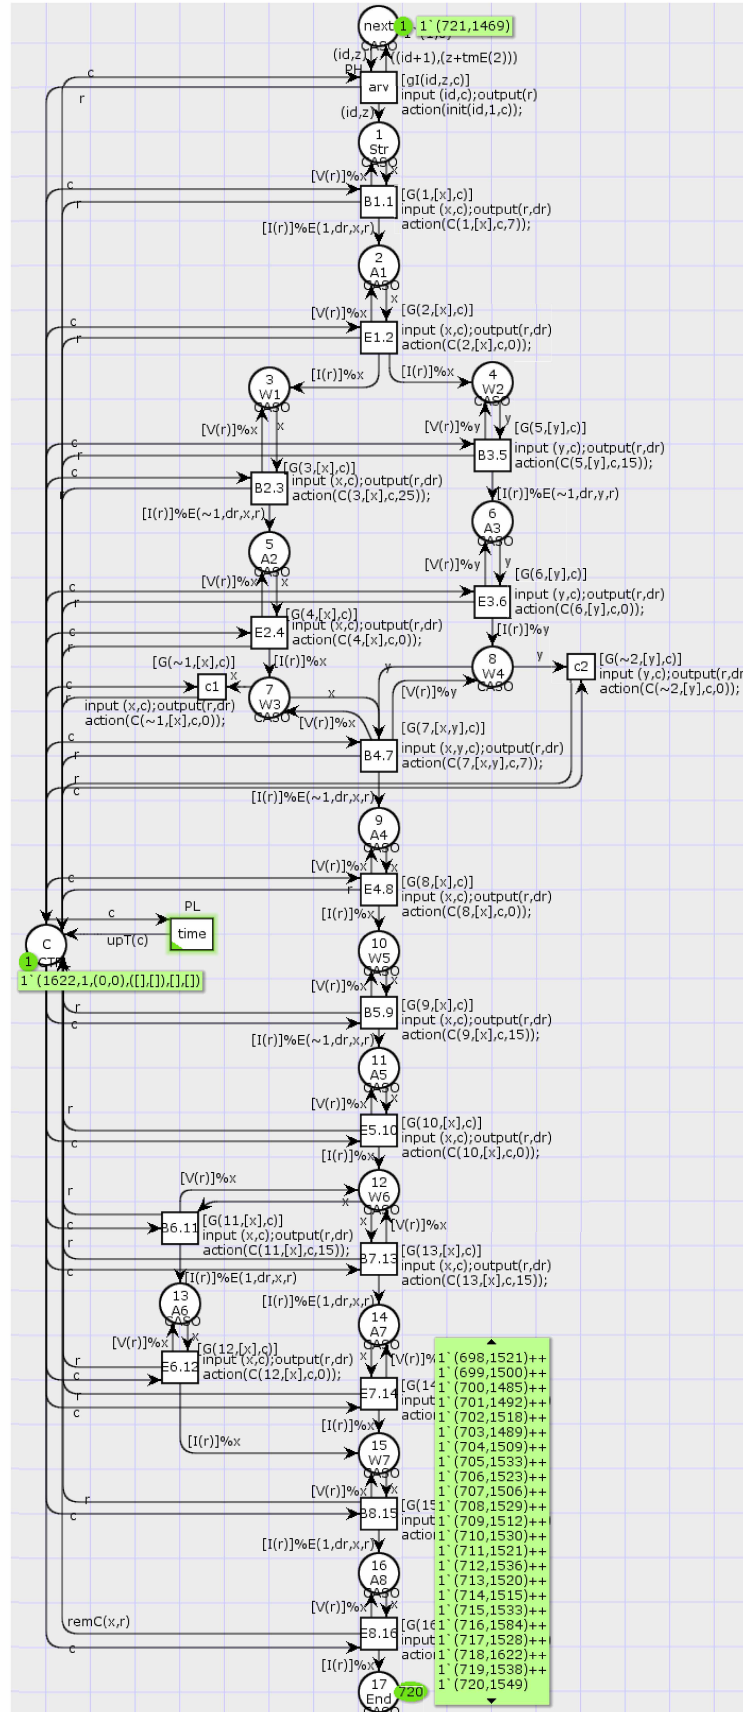 next 1 1`(721,1469)
CASO
(id,z) ((id+1),(z+tmE(2)))
PH
c
r
arv
[gI(id,z,c)]
input (id,c);output(r)
action(init(id,1,c));
(id,z)
1
Str
CASO
[V(r)]%x x
c
r
B1.1
[G(1,[x],c)]
input (x,c);output(r,dr)
action(C(1,[x],c,7));
[I(r)]%E(1,dr,x,r)
2
A1
CASO
[V(r)]%x x
c
r
E1.2
[G(2,[x],c)]
input (x,c);output(r,dr)
action(C(2,[x],c,0));
[I(r)]%x [I(r)]%x
3
W1
CASO
4
W2
CASO
[V(r)]%x x
[V(r)]%y y
c
r
B3.5
[G(5,[y],c)]
input (y,c);output(r,dr)
action(C(5,[y],c,15));
c
r
B2.3
[G(3,[x],c)]
input (x,c);output(r,dr)
action(C(3,[x],c,25));
[I(r)]%E(~1,dr,y,r)
[I(r)]%E(~1,dr,x,r)
6
A3
CASO
5
A2
CASO
[V(r)]%y y
[V(r)]%x x
c
r
E3.6
[G(6,[y],c)]
input (y,c);output(r,dr)
action(C(6,[y],c,0));
c
r
E2.4
[G(4,[x],c)]
input (x,c);output(r,dr)
action(C(4,[x],c,0));
[I(r)]%y
[I(r)]%x
8
W4
CASO
y
c2
[G(~2,[y],c)]
input (y,c);output(r,dr)
action(C(~2,[y],c,0));
[G(~1,[x],c)]
c
r
c1
x
input (x,c);output(r,dr)
action(C(~1,[x],c,0));
7
W3
CASO
x
y
[V(r)]%y
[V(r)]%x
c
r
B4.7
[G(7,[x,y],c)]
input (x,y,c);output(r,dr)
action(C(7,[x,y],c,7));
r
c
[I(r)]%E(~1,dr,x,r)
9
A4
CASO
[V(r)]%x x
c
r
E4.8
[G(8,[x],c)]
input (x,c);output(r,dr)
action(C(8,[x],c,0));
[I(r)]%x
PL
c
time
upT(c)
C
1
1`(1622,1,(0,0),([],[]),[],[])
10
W5
CASO
[V(r)]%x x
r
c
B5.9
[G(9,[x],c)]
input (x,c);output(r,dr)
action(C(9,[x],c,15));
[I(r)]%E(~1,dr,x,r)
11
A5
CASO
[V(r)]%x x
r
c
E5.10
[G(10,[x],c)]
input (x,c);output(r,dr)
action(C(10,[x],c,0));
[I(r)]%x
12
W6
CASO
[V(r)]%x
x
r
c
B6.11
[G(11,[x],c)]
input (x,c);output(r,dr)
action(C(11,[x],c,15));
x [V(r)]%x
r
c
B7.13
[G(13,[x],c)]
input (x,c);output(r,dr)
action(C(13,[x],c,15));
[I(r)]%E(1,dr,x,r)
[I(r)]%E(1,dr,x,r)
13
A6
CASO
14
A7
CASO
[V(r)]%x x
r
c
E6.12
[G(12,[x],c)]
input (x,c);output(r,dr)
action(C(12,[x],c,0));
x
r
c
E7.14
[I(r)]%x
[I(r)]%x
15
W7
CASO
[V(r)]%x x
r
c
B8.15
[I(r)]%E(1,dr,x,r)
16
A8
CASO
[V(r)]%x x
remC(x,r)
c
E8.16
[I(r)]%x
17
End
CASO
720
1`(698,1521)++
1`(699,1500)++
1`(700,1485)++
1`(701,1492)++
1`(702,1518)++
1`(703,1489)++
1`(704,1509)++
1`(705,1533)++
1`(706,1523)++
1`(707,1506)++
1`(708,1529)++
1`(709,1512)++
1`(710,1530)++
1`(711,1521)++
1`(712,1536)++
1`(713,1520)++
1`(714,1515)++
1`(715,1533)++
1`(716,1584)++
1`(717,1528)++
1`(718,1622)++
1`(719,1538)++
1`(720,1549)